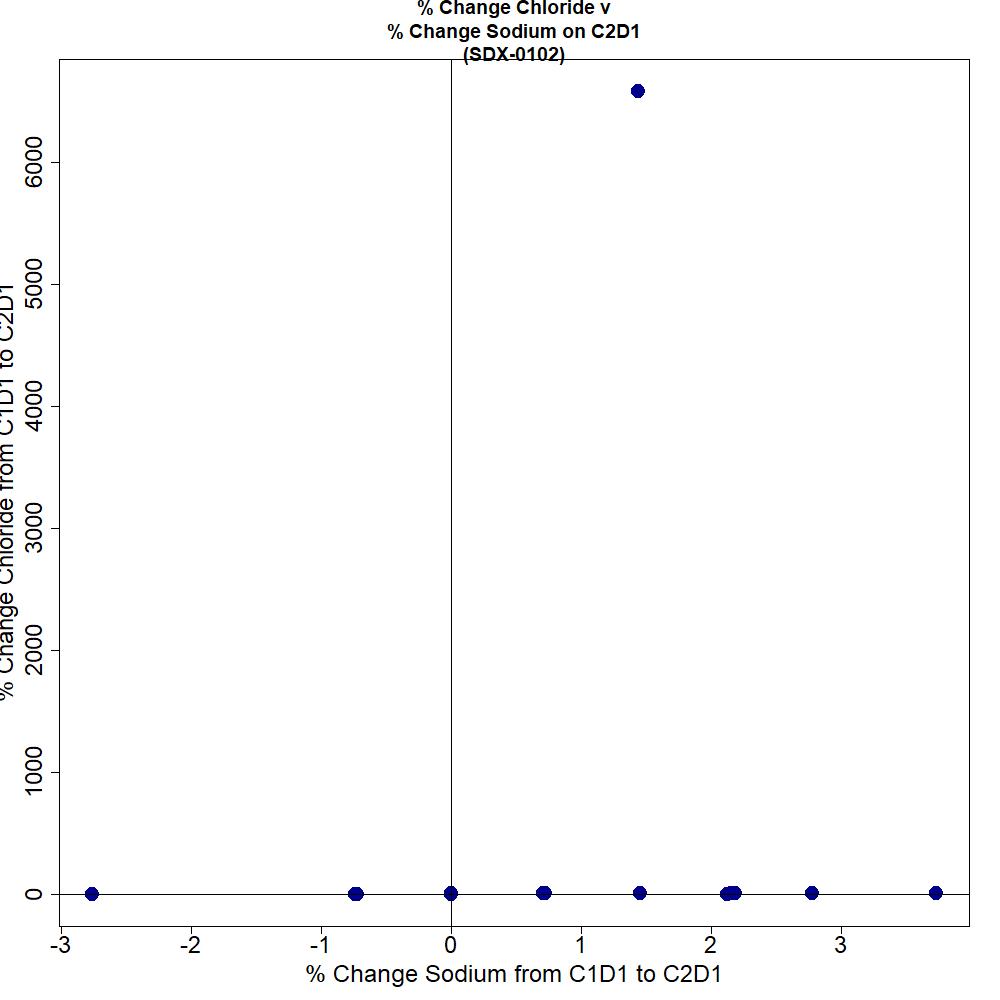 % Change Chloride v
% Change Sodium on C2D1
(SDX-0102)
% Change Chloride from C1D1 to C2D1
6000
5000
4000
3000
2000
1000
0
-3 -2 -1 0 1 2 3
% Change Sodium from C1D1 to C2D1